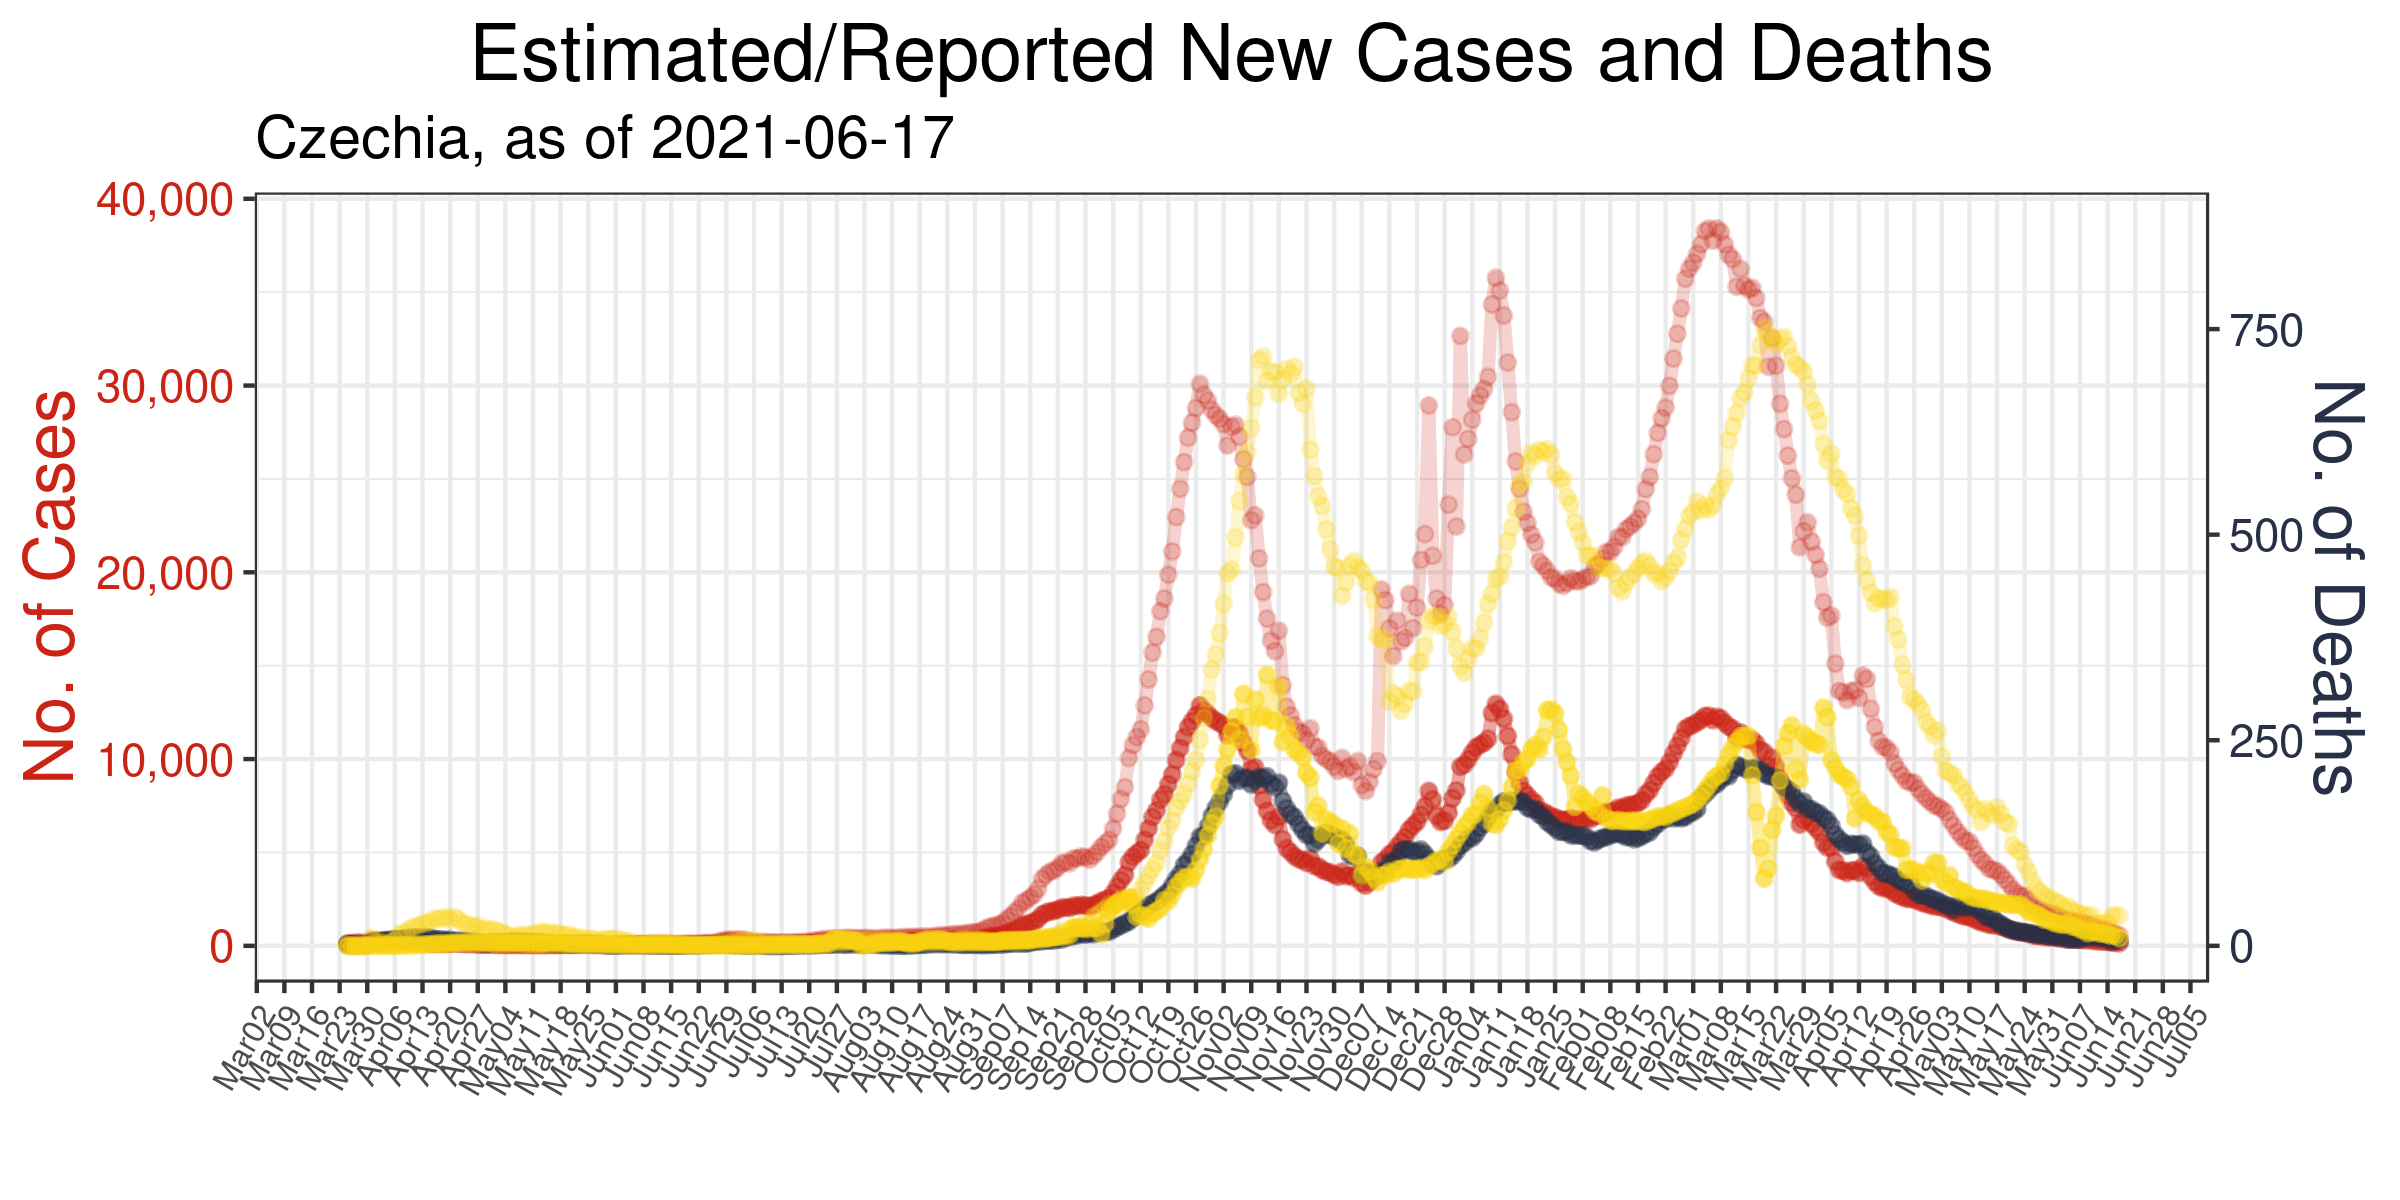 Estimated/Reported New Cases and Deaths
Czechia, as of 2021-06-17
No. of Cases
40,000
30,000
20,000
10,000
0
750
500
250
0
No. of Deaths
Mar02
Mar09
Mar16
Mar23
Mar30
Apr06
Apr13
Apr20
Apr27
May04
May11
May18
May25
Jun01
Jun08
Jun15
Jun22
Jun29
Jul06
Jul13
Jul20
Jul27
Aug03
Aug10
Aug17
Aug24
Aug31
Sep07
Sep14
Sep21
Sep28
Oct05
Oct12
Oct19
Oct26
Nov02
Nov09
Nov16
Nov23
Nov30
Dec07
Dec14
Dec21
Dec28
Jan04
Jan11
Jan18
Jan25
Feb01
Feb08
Feb15
Feb22
Mar01
Mar08
Mar15
Mar22
Mar29
Apr05
Apr12
Apr19
Apr26
May03
May10
May17
May24
May31
Jun07
Jun14
Jun21
Jun28
Jul05